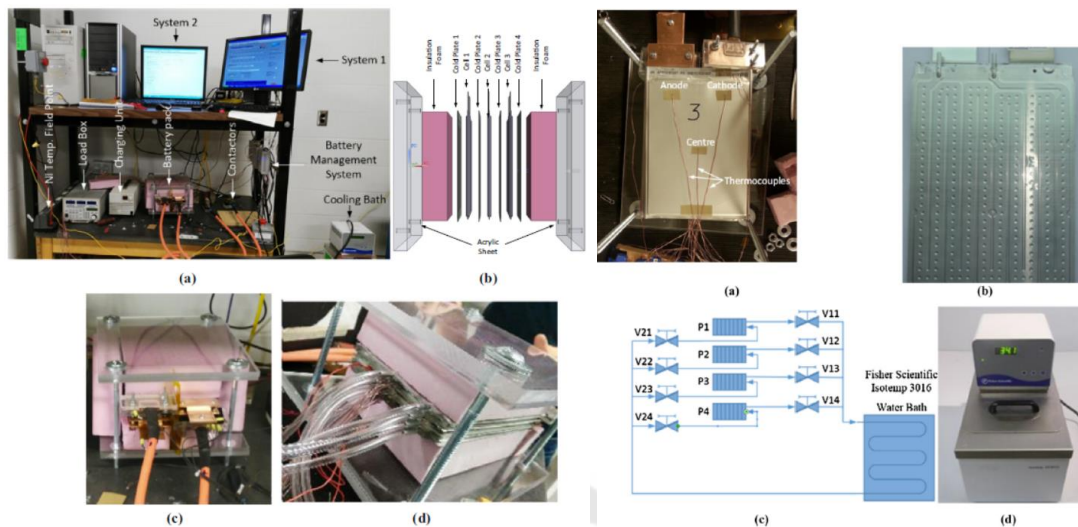 System 2
System 1
Ni Temp. Field Point
Load Box
Charging Unit
Battery pack
Contactors
Battery
Management
System
Cooling Bath
(a)
Insulation
Foam
Cold Plate 1
Cell 1
Cold Plate 2
Cell 2
Cold Plate 3
Cell 3
Cold Plate 4
Insulation
Foam
Acrylic
Sheet
(b)
Anode
Cathode
3
Centre
Thermocouples
(a)
(b)
(c)
(d)
V21
P1
V11
V22
P2
V12
V23
P3
V13
V24
P4
V14
Fisher Scientific
Isotemp 3016
Water Bath
(c)
(d)